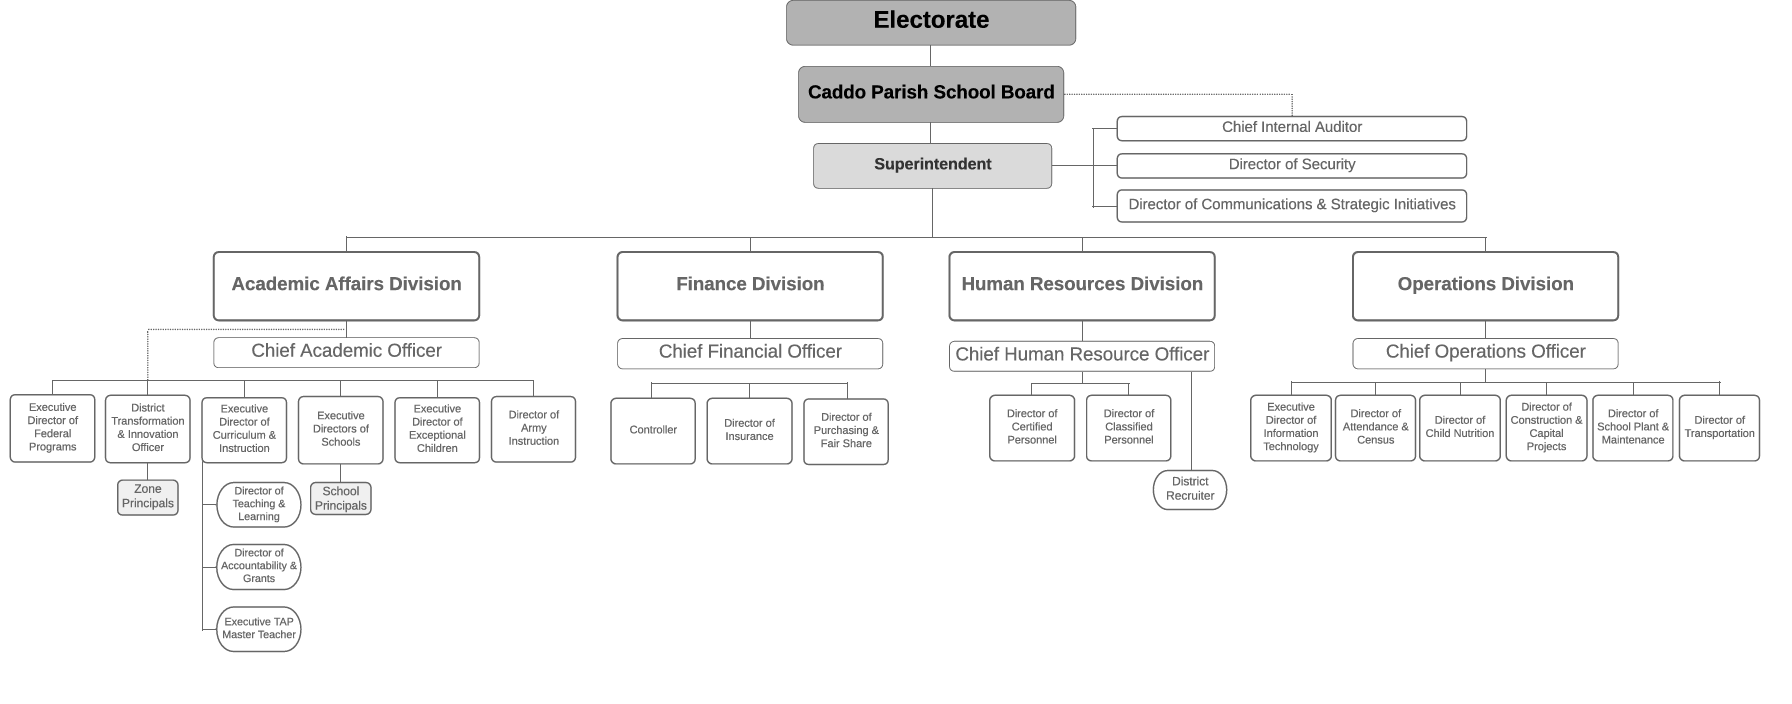 Electorate
Caddo Parish School Board
Chief Internal Auditor
Superintendent
Director of Security
Director of Communications & Strategic Initiatives
Academic Affairs Division
Finance Division
Human Resources Division
Operations Division
Chief Academic Officer
Chief Financial Officer
Chief Human Resource Officer
Chief Operations Officer
Executive
Director of
Federal
Programs
District
Transformation
& Innovation
Officer
Executive
Director of
Curriculum &
Instruction
Executive
Directors of
Schools
Executive
Director of
Exceptional
Children
Director of
Army
Instruction
Controller
Director of
Insurance
Director of
Purchasing &
Fair Share
Director of
Certified
Personnel
Director of
Classified
Personnel
Executive
Director of
Information
Technology
Director of
Attendance &
Census
Director of
Child Nutrition
Director of
Construction &
Capital
Projects
Director of
School Plant &
Maintenance
Director of
Transportation
Zone
Principals
Director of
Teaching &
Learning
School
Principals
District
Recruiter
Director of
Accountability &
Grants
Executive TAP
Master Teacher